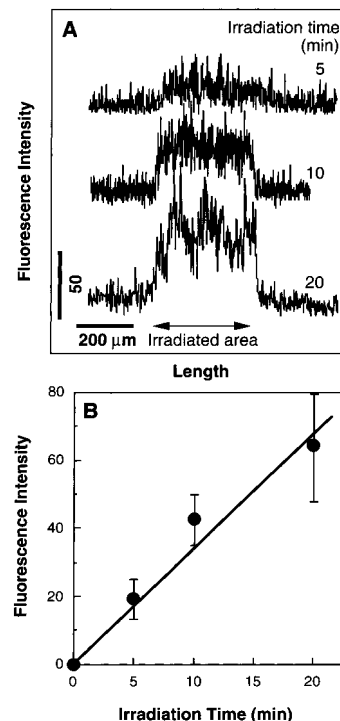 A
Irradiation time
(min)
5
10
20
Fluorescence Intensity
50
200 μm
Irradiated area
Length
B
80
60
40
20
0
Fluorescence Intensity
0
5
10
15
20
Irradiation Time (min)